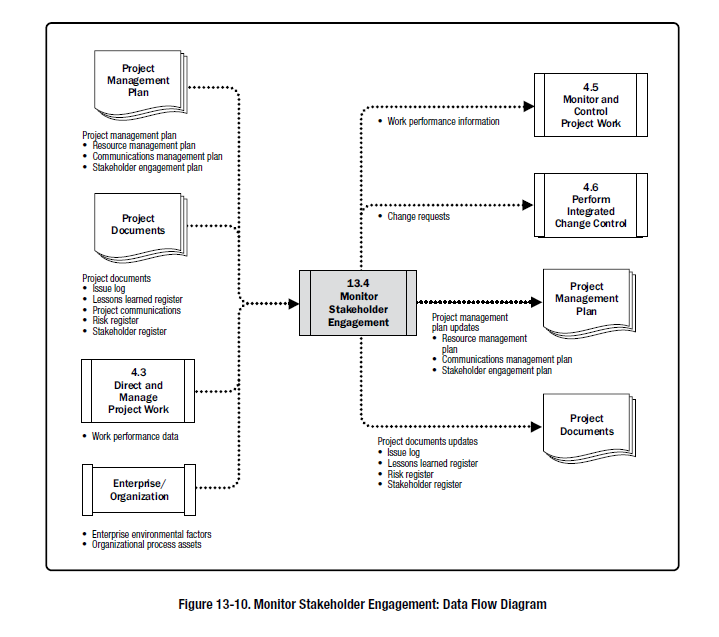 Project
Management
Plan
Project management plan
• Resource management plan
• Communications management plan
• Stakeholder engagement plan
Project
Documents
Project documents
• Issue log
• Lessons learned register
• Project communications
• Risk register
• Stakeholder register
4.3
Direct and
Manage
Project Work
• Work performance data
Enterprise/
Organization
• Enterprise environmental factors
• Organizational process assets
13.4
Monitor
Stakeholder
Engagement
4.5
Monitor and
Control
Project Work
• Work performance information
4.6
Perform
Integrated
Change Control
• Change requests
Project
Management
Plan
Project management
plan updates
• Resource management
plan
• Communications management plan
• Stakeholder engagement plan
Project
Documents
Project documents updates
• Issue log
• Lessons learned register
• Risk register
• Stakeholder register
Figure 13-10. Monitor Stakeholder Engagement: Data Flow Diagram